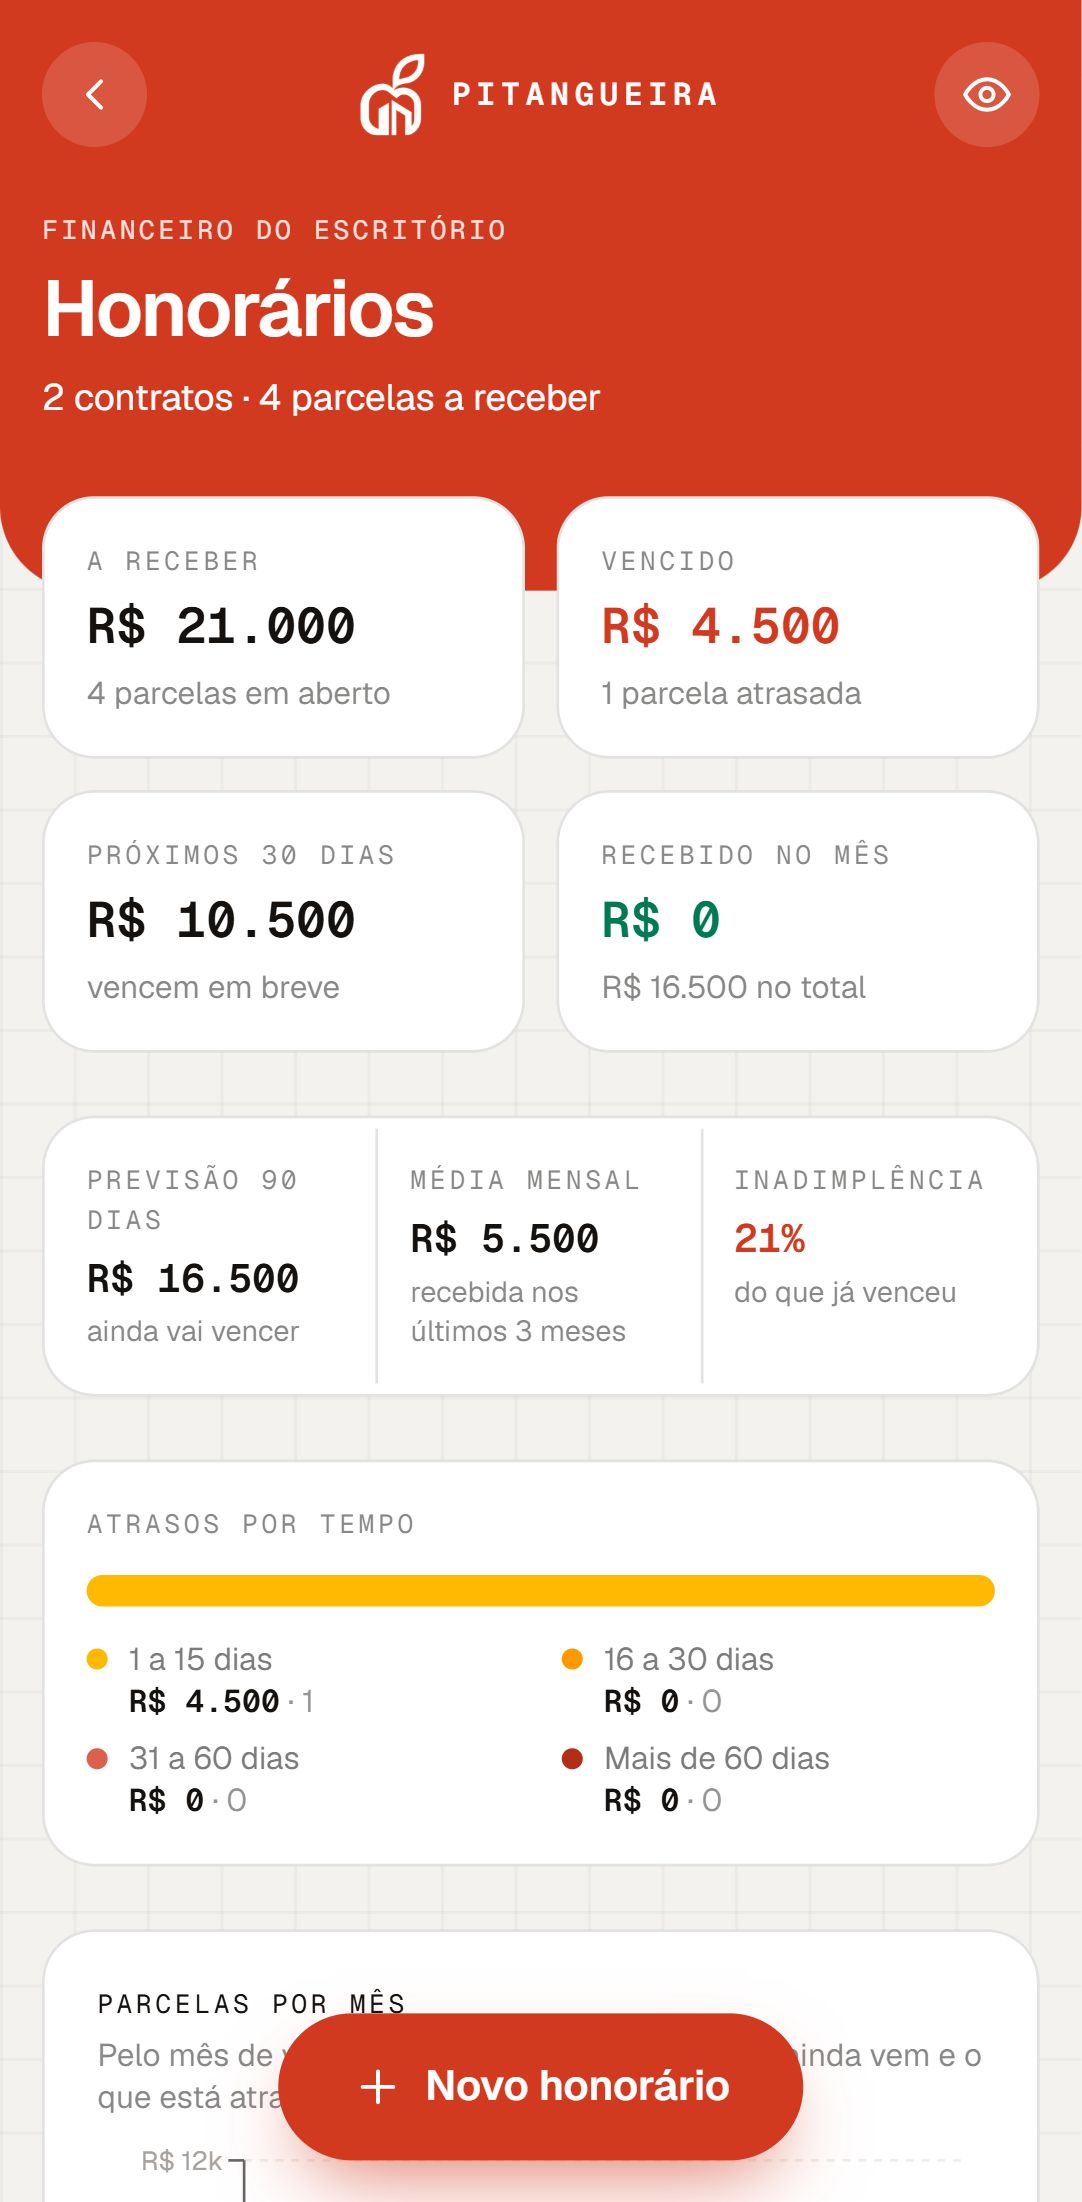 PITANGUEIRA
FINANCEIRO DO ESCRITÓRIO
Honorários
2 contratos · 4 parcelas a receber
A RECEBER
R$ 21.000
4 parcelas em aberto
VENCIDO
R$ 4.500
1 parcela atrasada
PRÓXIMOS 30 DIAS
R$ 10.500
vencem em breve
RECEBIDO NO MÊS
R$ 0
R$ 16.500 no total
PREVISÃO 90
DIAS
R$ 16.500
ainda vai vencer
MÉDIA MENSAL
R$ 5.500
recebida nos
últimos 3 meses
INADIMPLÊNCIA
21%
do que já venceu
ATRASOS POR TEMPO
1 a 15 dias
R$ 4.500 · 1
16 a 30 dias
R$ 0 · 0
31 a 60 dias
R$ 0 · 0
Mais de 60 dias
R$ 0 · 0
PARCELAS POR MÊS
Pelo mês de vem e o
que está
Novo honorário
R$ 12k